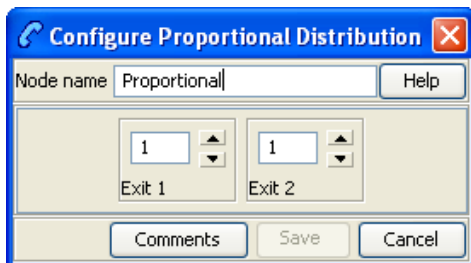 Configure Proportional Distribution
Node name Proportional Help
1 1
Exit 1 Exit 2
Comments Save Cancel